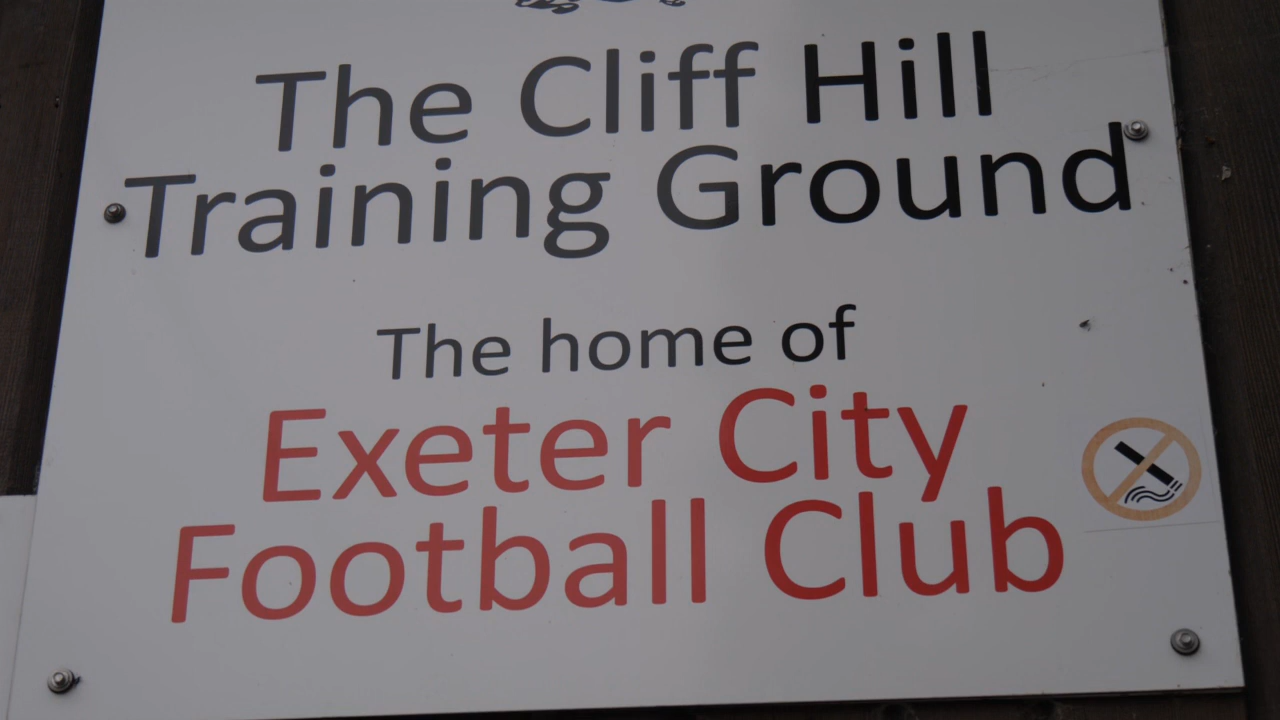 The Cliff Hill
Training Ground
The home of
Exeter City
Football Club